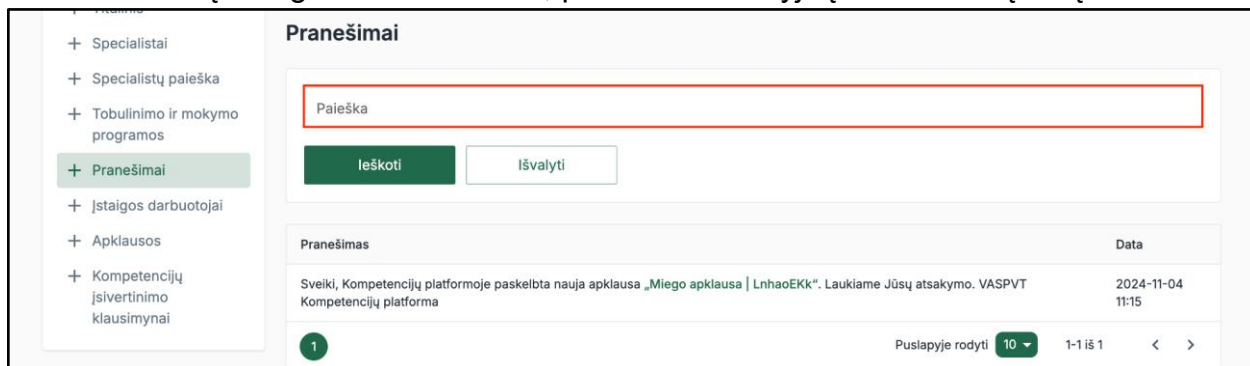 + Specialistai
+ Specialistų paieška
+ Tobulinimo ir mokymo
programos
+ Pranešimai
+ Įstaigos darbuotojai
+ Apklausos
+ Kompetencijų
įsivertinimo
klausimynai
Pranešimai
Paieška
Ieškoti Išvalyti
Pranešimas Data
Sveiki, Kompetencijų platformoje paskelbta nauja apklausa „Miego apklausa | LnhaoEKk“. Laukiame Jūsų atsakymo. VASPVT 2024-11-04
Kompetencijų platforma 11:15
1 Puslapyje rodyti 10 1-1 iš 1 < >